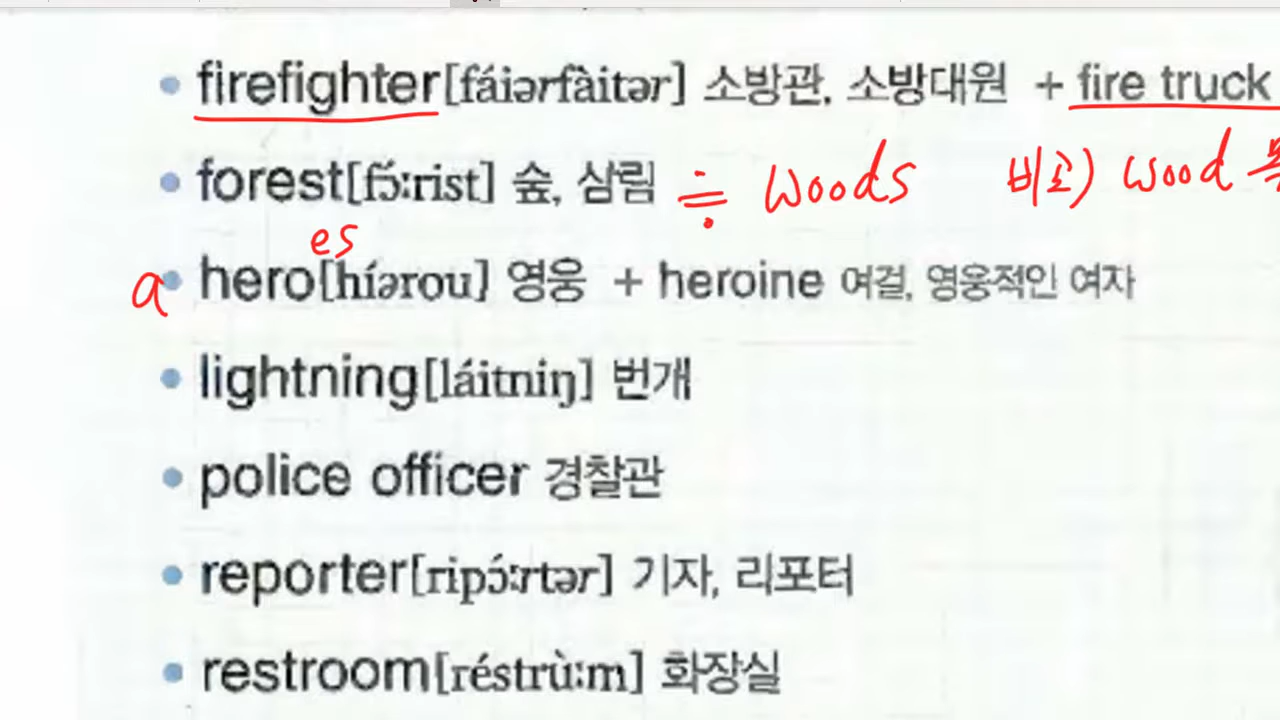 firefighter[fáiərfàitər] 소방관, 소방대원 + fire truck
forest[fɔ́:rist] 숲, 삼림 ≒ woods 비교) wood
es
a hero[híərou] 영웅 + heroine 여걸, 영웅적인 여자
lightning[láitniŋ] 번개
police officer 경찰관
reporter[ripɔ́:rtər] 기자, 리포터
restroom[réstrù:m] 화장실